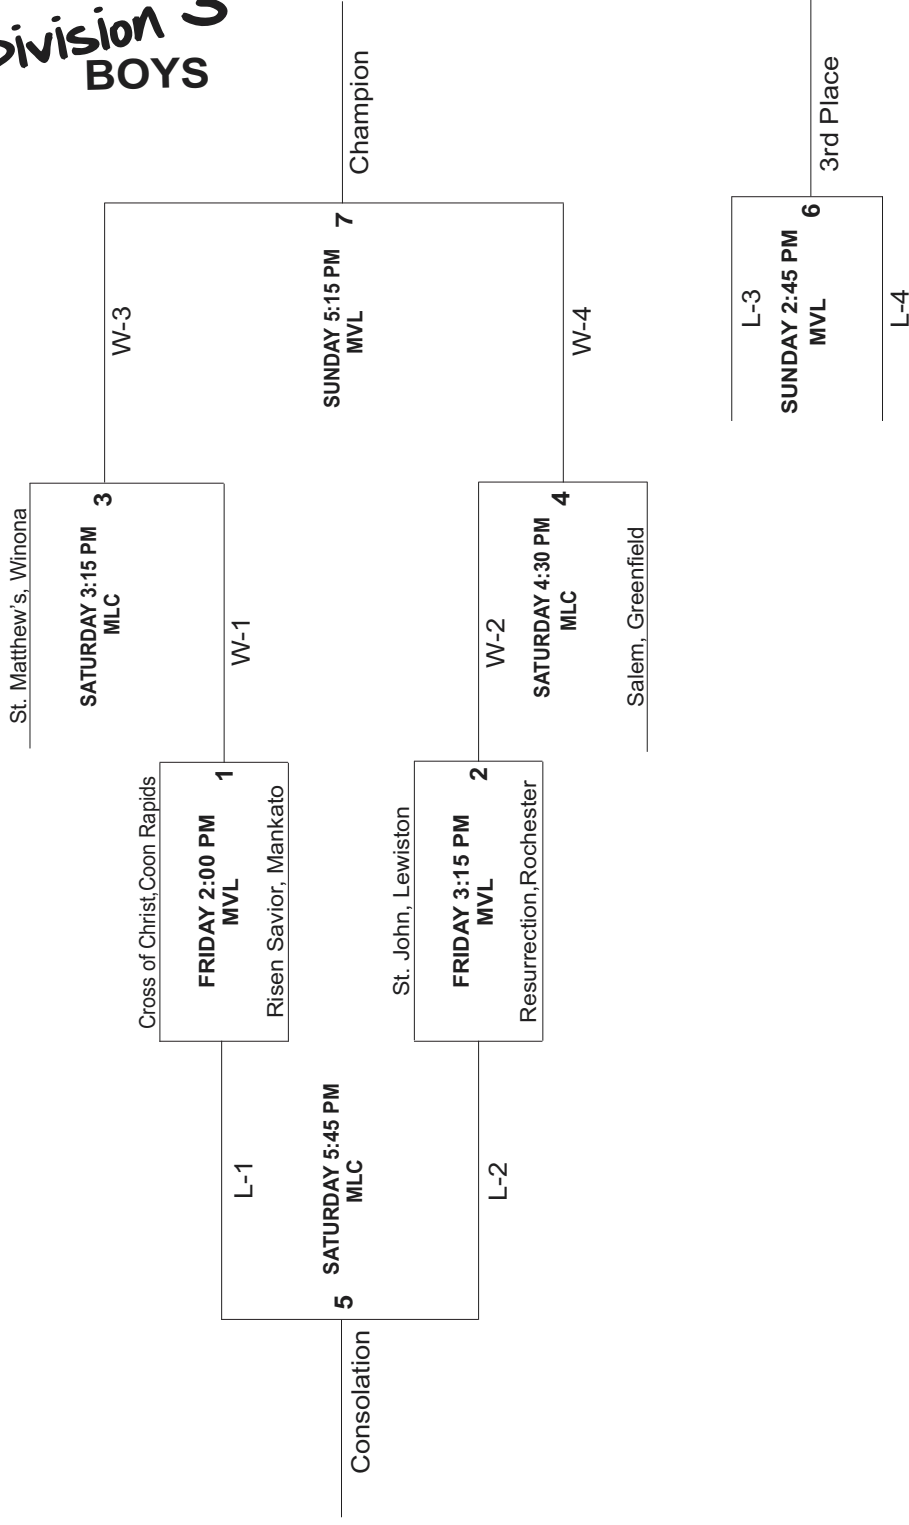 Division 3
BOYS
St. Matthew's, Winona
SATURDAY 3:15 PM
MLC
3
W-1
W-3
Cross of Christ,Coon Rapids
FRIDAY 2:00 PM
MVL
1
Risen Savior, Mankato
L-1
SATURDAY 5:45 PM
MLC
5
Consolation
SUNDAY 5:15 PM
MVL
7
Champion
St. John, Lewiston
FRIDAY 3:15 PM
MVL
2
Resurrection,Rochester
L-2
W-2
SATURDAY 4:30 PM
MLC
4
Salem, Greenfield
W-4
L-3
SUNDAY 2:45 PM
MVL
6
L-4
3rd Place